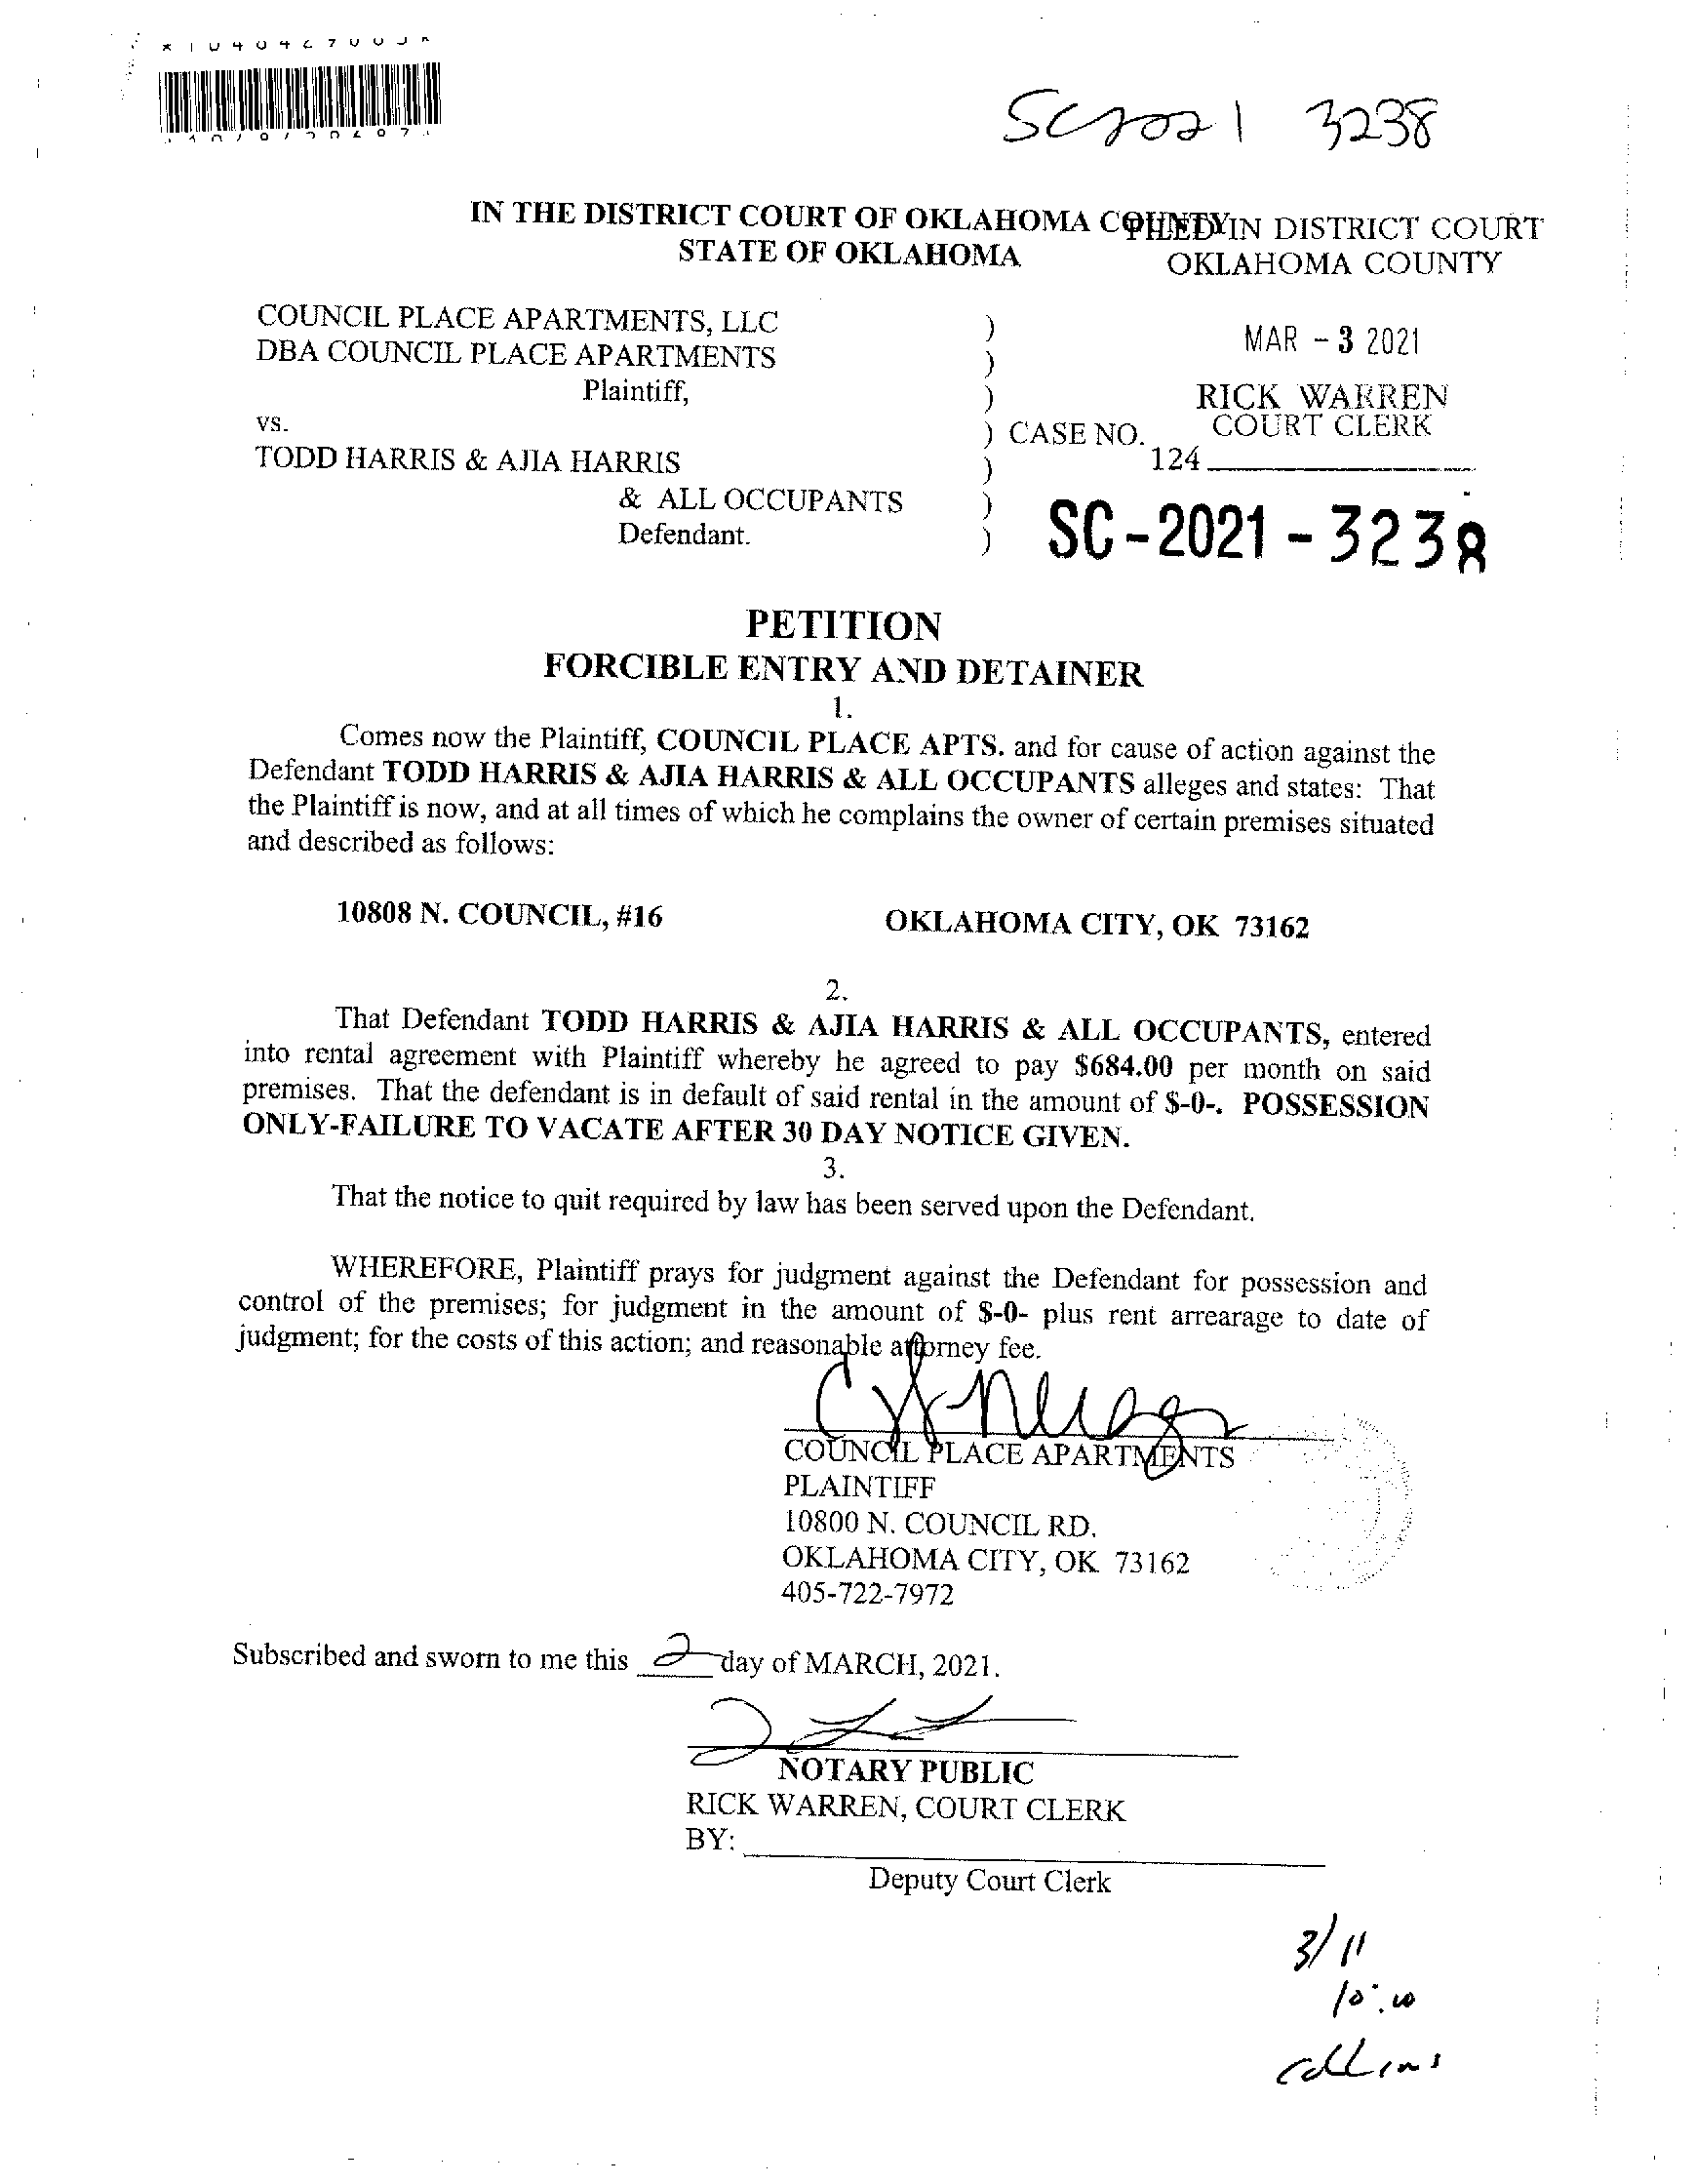 SC2021 3238
IN THE DISTRICT COURT OF OKLAHOMA COUNTY
STATE OF OKLAHOMA
FILED IN DISTRICT COURT
OKLAHOMA COUNTY
MAR - 3 2021
RICK WARREN
COURT CLERK
124
COUNCIL PLACE APARTMENTS, LLC )
DBA COUNCIL PLACE APARTMENTS )
Plaintiff, )
vs. ) CASE NO.
TODD HARRIS & AJIA HARRIS )
& ALL OCCUPANTS )
Defendant. )
SC - 2021 - 3238
PETITION
FORCIBLE ENTRY AND DETAINER
1.
Comes now the Plaintiff, COUNCIL PLACE APTS. and for cause of action against the
Defendant TODD HARRIS & AJIA HARRIS & ALL OCCUPANTS alleges and states: That
the Plaintiff is now, and at all times of which he complains the owner of certain premises situated
and described as follows:
10808 N. COUNCIL, #16 OKLAHOMA CITY, OK 73162
2.
That Defendant TODD HARRIS & AJIA HARRIS & ALL OCCUPANTS, entered
into rental agreement with Plaintiff whereby he agreed to pay $684.00 per month on said
premises. That the defendant is in default of said rental in the amount of $-0-. POSSESSION
ONLY-FAILURE TO VACATE AFTER 30 DAY NOTICE GIVEN.
3.
That the notice to quit required by law has been served upon the Defendant.
WHEREFORE, Plaintiff prays for judgment against the Defendant for possession and
control of the premises; for judgment in the amount of $-0- plus rent arrearage to date of
judgment; for the costs of this action; and reasonable attorney fee.
COUNCIL PLACE APARTMENTS
PLAINTIFF
10800 N. COUNCIL RD.
OKLAHOMA CITY, OK 73162
405-722-7972
Subscribed and sworn to me this 2 day of MARCH, 2021.
NOTARY PUBLIC
RICK WARREN, COURT CLERK
BY:
Deputy Court Clerk
3/11
10:00
Collins